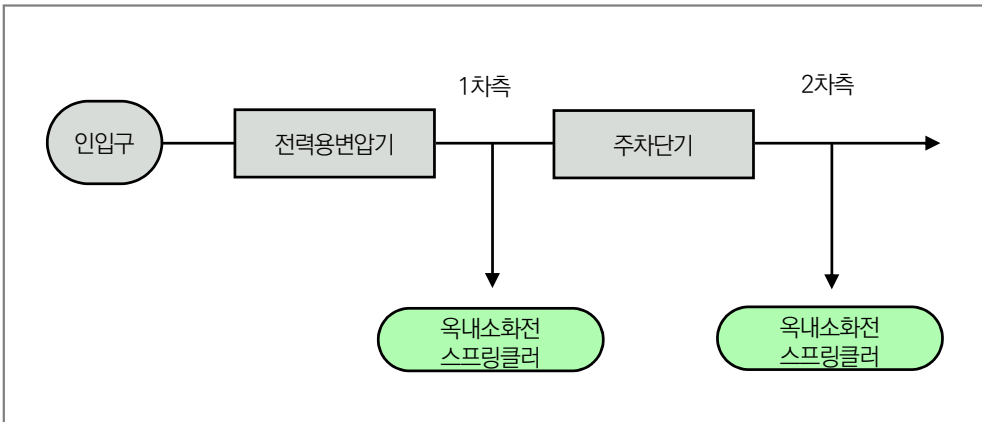 1차측
2차측
인입구
전력용변압기
주차단기
옥내소화전
스프링클러
옥내소화전
스프링클러